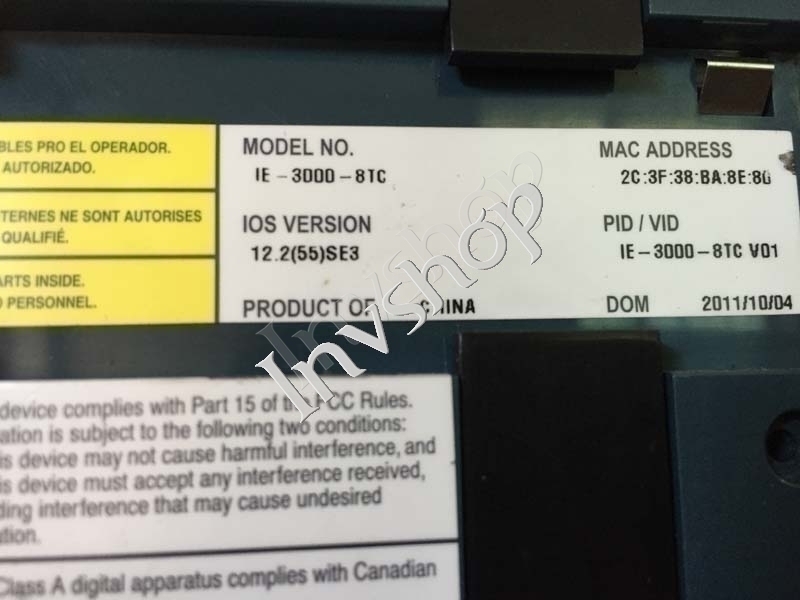 BLES PRO EL OPERADOR.
AUTORIZADO.
TERNES NE SONT AUTORISES
QUALIFIÉ.
ARTS INSIDE.
O PERSONNEL.
MODEL NO.
IE-3000-8TC
MAC ADDRESS
2C:3F:38:BA:8E:80
IOS VERSION
12.2(55)SE3
PID / VID
IE-3000-8TC V01
PRODUCT OF CHINA
DOM 2011/10/04
Invshop
device complies with Part 15 of the FCC Rules.
ation is subject to the following two conditions:
is device may not cause harmful interference, and
is device must accept any interference received,
ding interference that may cause undesired
ation.
Class A digital apparatus complies with Canadian